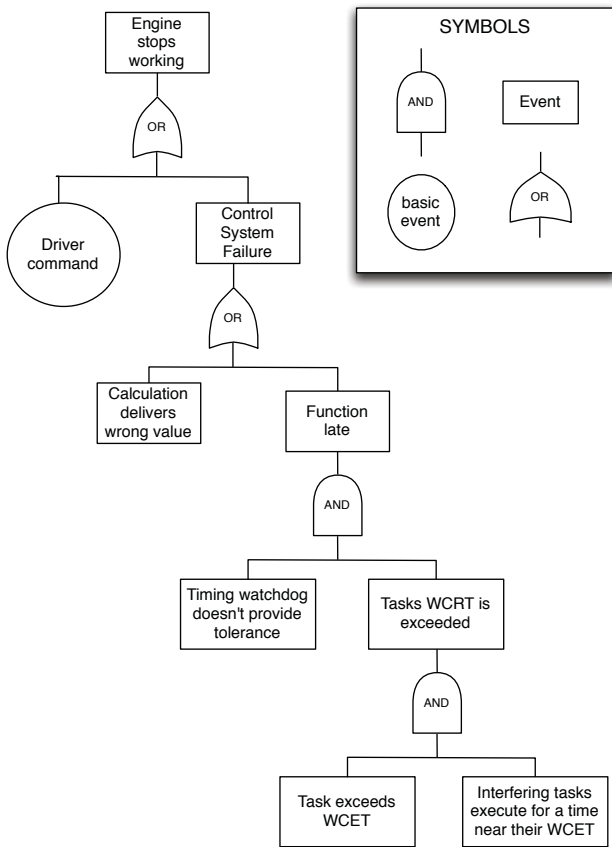 Engine
stops
working
OR
Driver
command
Control
System
Failure
OR
Calculation
delivers
wrong value
Function
late
AND
Timing watchdog
doesn't provide
tolerance
Tasks WCRT is
exceeded
AND
Task exceeds
WCET
Interfering tasks
execute for a time
near their WCET
SYMBOLS
AND
Event
basic
event
OR